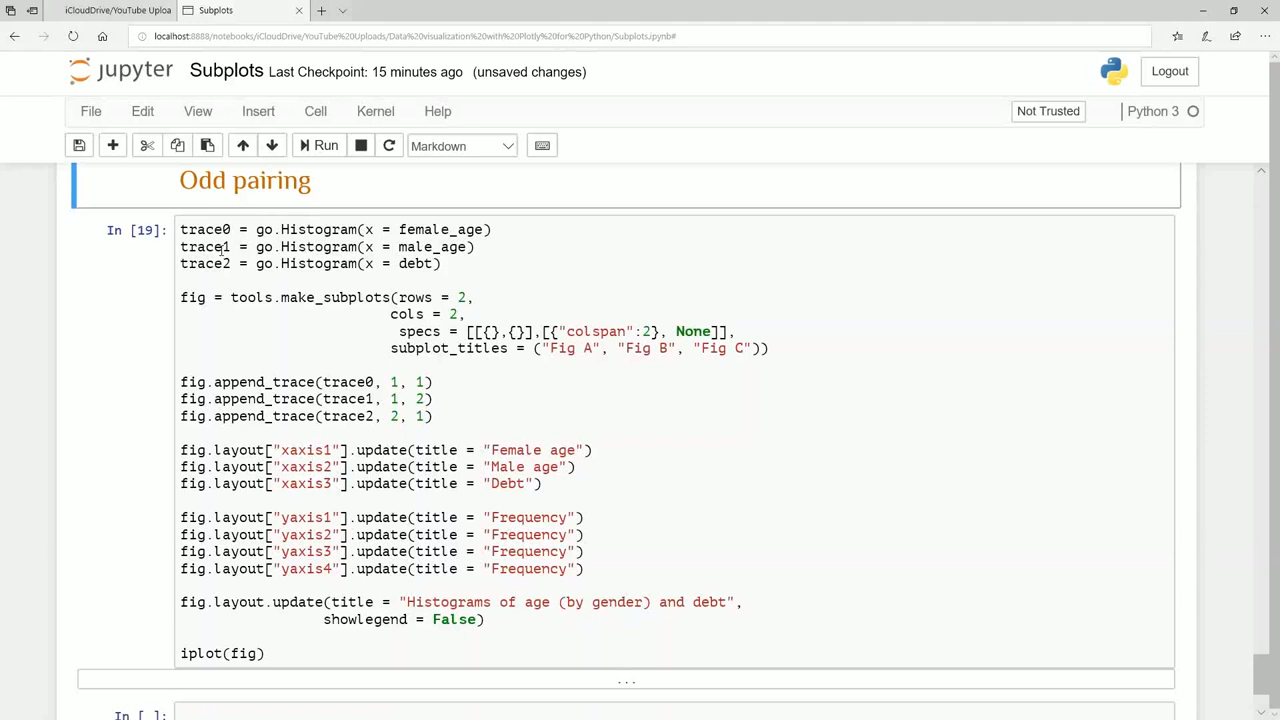 iCloudDrive/YouTube Uploa
Subplots
localhost:8888/notebooks/iCloudDrive/YouTube%20Uploads/Data%20visualization%20with%20Plotly%20for%20Python/Subplots.ipynb#
jupyter Subplots Last Checkpoint: 15 minutes ago (unsaved changes) Logout
File Edit View Insert Cell Kernel Help Not Trusted Python 3
Run Markdown
Odd pairing
In [19]:
trace0 = go.Histogram(x = female_age)
trace1 = go.Histogram(x = male_age)
trace2 = go.Histogram(x = debt)
fig = tools.make_subplots(rows = 2,
cols = 2,
specs = [[{},{}],[{"colspan":2}, None]],
subplot_titles = ("Fig A", "Fig B", "Fig C"))
fig.append_trace(trace0, 1, 1)
fig.append_trace(trace1, 1, 2)
fig.append_trace(trace2, 2, 1)
fig.layout["xaxis1"].update(title = "Female age")
fig.layout["xaxis2"].update(title = "Male age")
fig.layout["xaxis3"].update(title = "Debt")
fig.layout["yaxis1"].update(title = "Frequency")
fig.layout["yaxis2"].update(title = "Frequency")
fig.layout["yaxis3"].update(title = "Frequency")
fig.layout["yaxis4"].update(title = "Frequency")
fig.layout.update(title = "Histograms of age (by gender) and debt",
showlegend = False)
iplot(fig)
...
In [ ]: